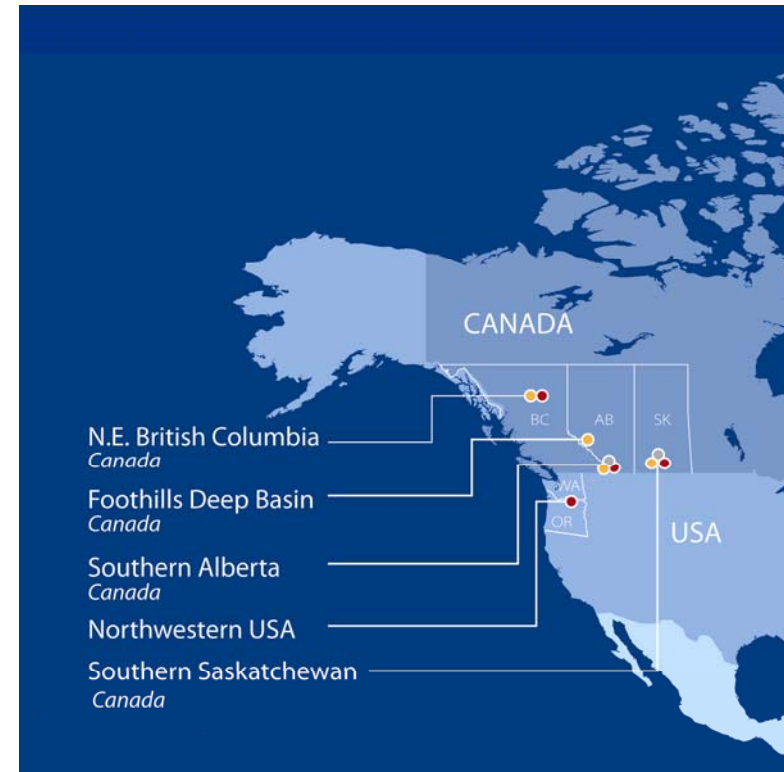 CANADA
BC
AB
SK
N.E. British Columbia
Canada
Foothills Deep Basin
Canada
WA
OR
USA
Southern Alberta
Canada
Northwestern USA
Southern Saskatchewan
Canada